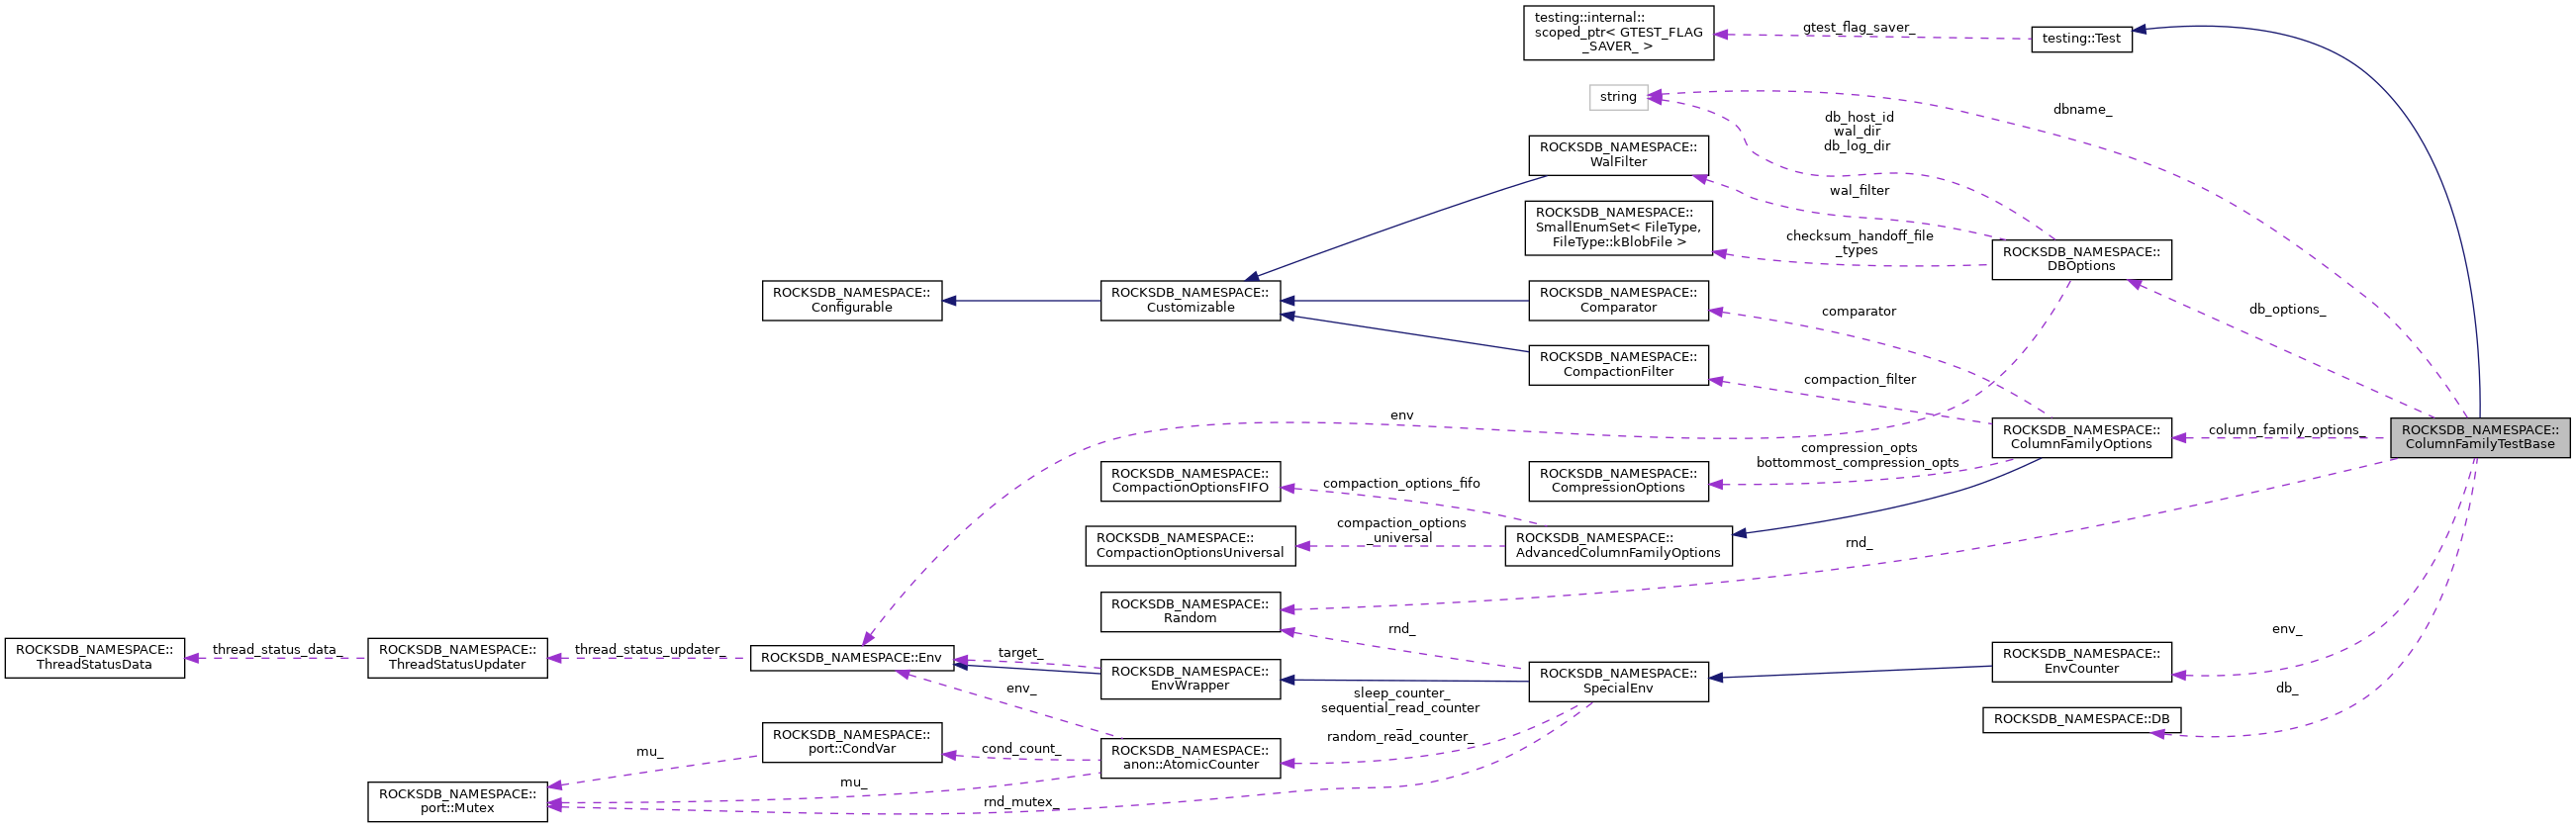 testing::internal::
scoped_ptr< GTEST_FLAG
_SAVER_ >
gtest_flag_saver_
testing::Test
string
dbname_
db_host_id
wal_dir
db_log_dir
ROCKSDB_NAMESPACE::
WalFilter
wal_filter
ROCKSDB_NAMESPACE::
SmallEnumSet< FileType,
FileType::kBlobFile >
checksum_handoff_file
_types
ROCKSDB_NAMESPACE::
DBOptions
ROCKSDB_NAMESPACE::
Configurable
ROCKSDB_NAMESPACE::
Customizable
ROCKSDB_NAMESPACE::
Comparator
comparator
db_options_
ROCKSDB_NAMESPACE::
CompactionFilter
compaction_filter
env
ROCKSDB_NAMESPACE::
ColumnFamilyOptions
column_family_options_
ROCKSDB_NAMESPACE::
ColumnFamilyTestBase
compression_opts
bottommost_compression_opts
ROCKSDB_NAMESPACE::
CompactionOptionsFIFO
compaction_options_fifo
ROCKSDB_NAMESPACE::
CompressionOptions
ROCKSDB_NAMESPACE::
CompactionOptionsUniversal
compaction_options
_universal
ROCKSDB_NAMESPACE::
AdvancedColumnFamilyOptions
rnd_
ROCKSDB_NAMESPACE::
Random
rnd_
env_
ROCKSDB_NAMESPACE::
ThreadStatusData
thread_status_data_
ROCKSDB_NAMESPACE::
ThreadStatusUpdater
thread_status_updater_
ROCKSDB_NAMESPACE::Env
target_
ROCKSDB_NAMESPACE::
EnvWrapper
ROCKSDB_NAMESPACE::
SpecialEnv
ROCKSDB_NAMESPACE::
EnvCounter
env_
sleep_counter_
sequential_read_counter
_
random_read_counter_
db_
ROCKSDB_NAMESPACE::DB
mu_
ROCKSDB_NAMESPACE::
port::CondVar
cond_count_
ROCKSDB_NAMESPACE::
anon::AtomicCounter
mu_
ROCKSDB_NAMESPACE::
port::Mutex
rnd_mutex_